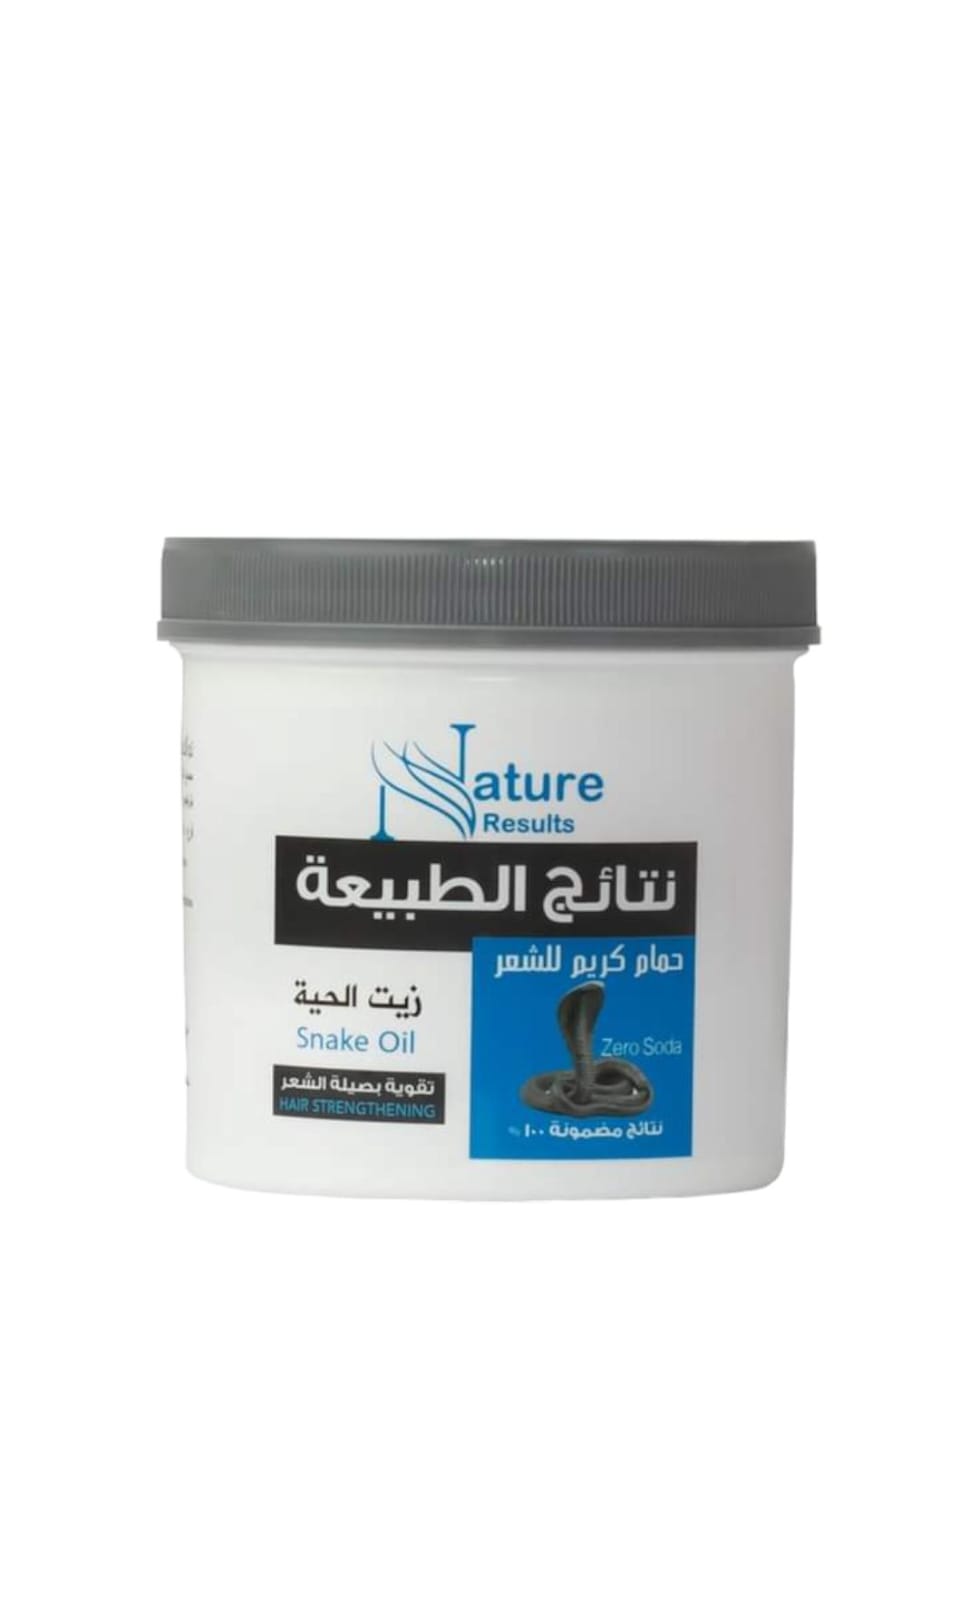 Nature
Results
نتائج الطبيعة
حمام كريم للشعر
زيت الحية
Snake Oil
Zero Soda
تقوية بصيلة الشعر
HAIR STRENGTHENING
نتائج مضمونة ١٠٠ %